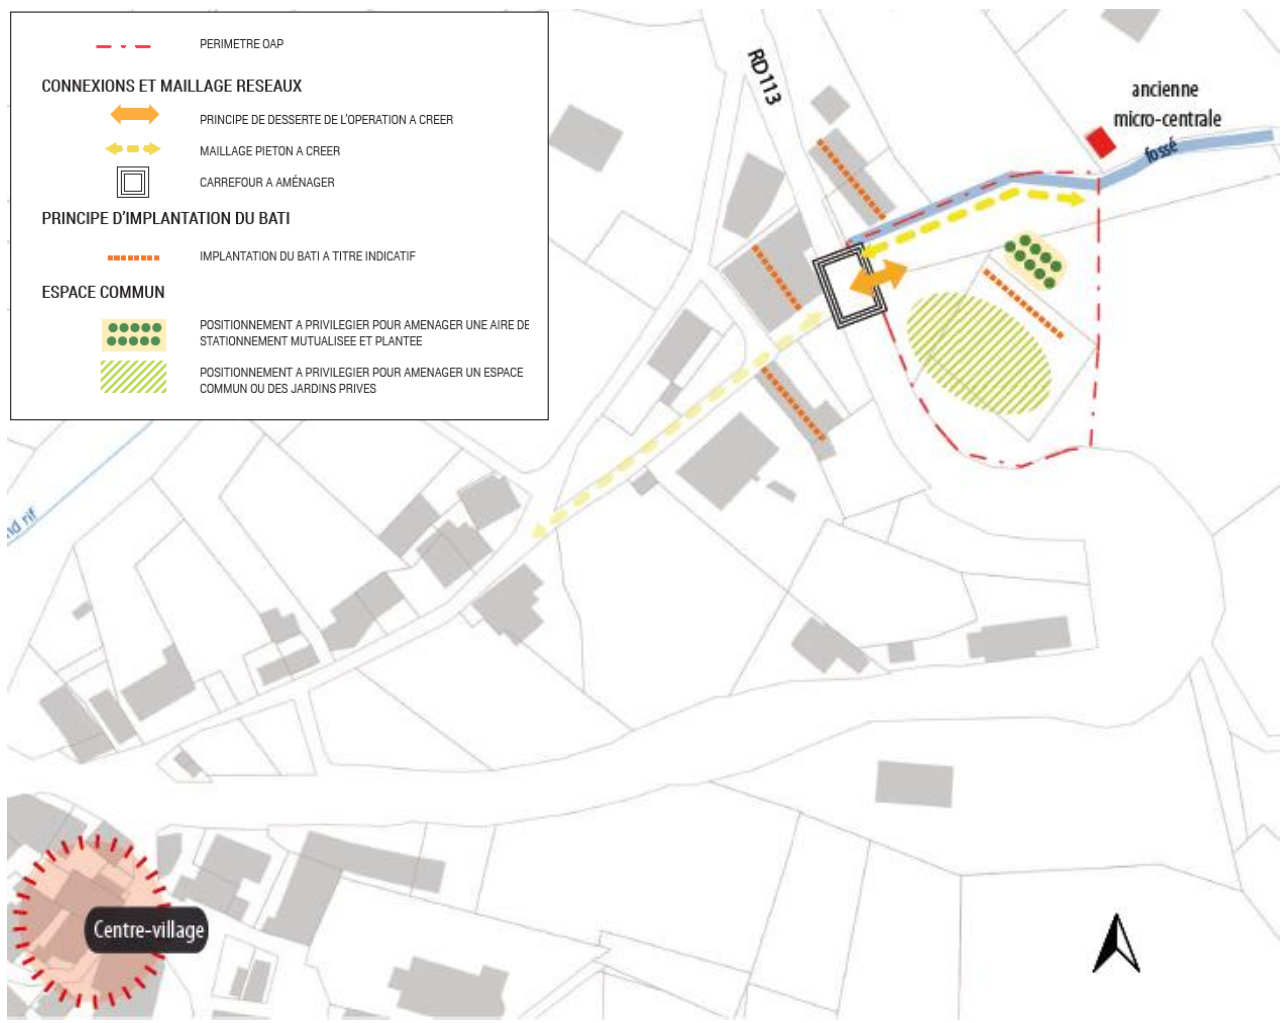 PERIMETRE OAP
CONNEXIONS ET MAILLAGE RESEAUX
PRINCIPE DE DESSERTE DE L'OPERATION A CREER
MAILLAGE PIETON A CREER
CARREFOUR A AMÉNAGER
PRINCIPE D'IMPLANTATION DU BATI
IMPLANTATION DU BATI A TITRE INDICATIF
ESPACE COMMUN
POSITIONNEMENT A PRIVILEGIER POUR AMENAGER UNE AIRE DE
STATIONNEMENT MUTUALISEE ET PLANTEE
POSITIONNEMENT A PRIVILEGIER POUR AMENAGER UN ESPACE
COMMUN OU DES JARDINS PRIVES
RD113
ancienne
micro-centrale
fossé
nd rif
Centre-village